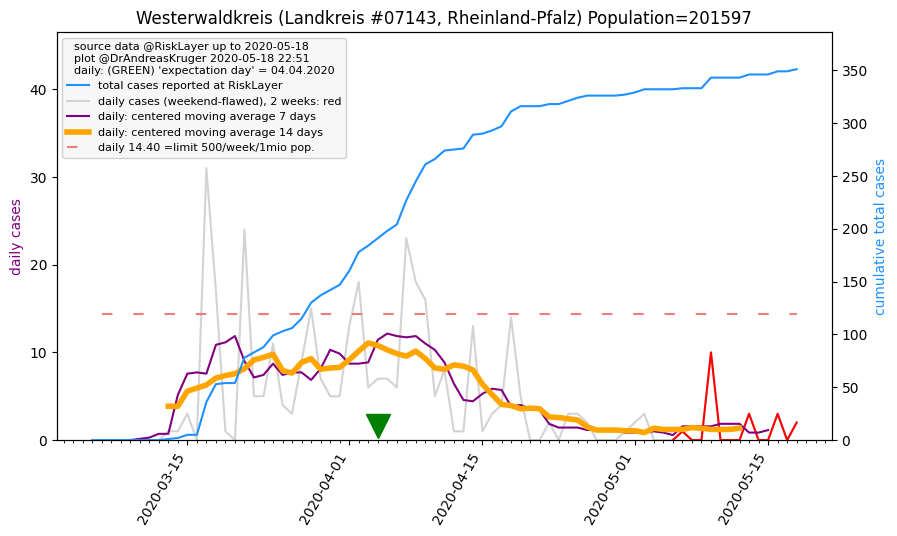 Westerwaldkreis (Landkreis #07143, Rheinland-Pfalz) Population=201597
source data @RiskLayer up to 2020-05-18
plot @DrAndreasKruger 2020-05-18 22:51
daily: (GREEN) 'expectation day' = 04.04.2020
total cases reported at RiskLayer
daily cases (weekend-flawed), 2 weeks: red
daily: centered moving average 7 days
daily: centered moving average 14 days
daily 14.40 =limit 500/week/1mio pop.
daily cases
40
30
20
10
0
350
300
250
200
150
100
50
0
cumulative total cases
2020-03-15
2020-04-01
2020-04-15
2020-05-01
2020-05-15